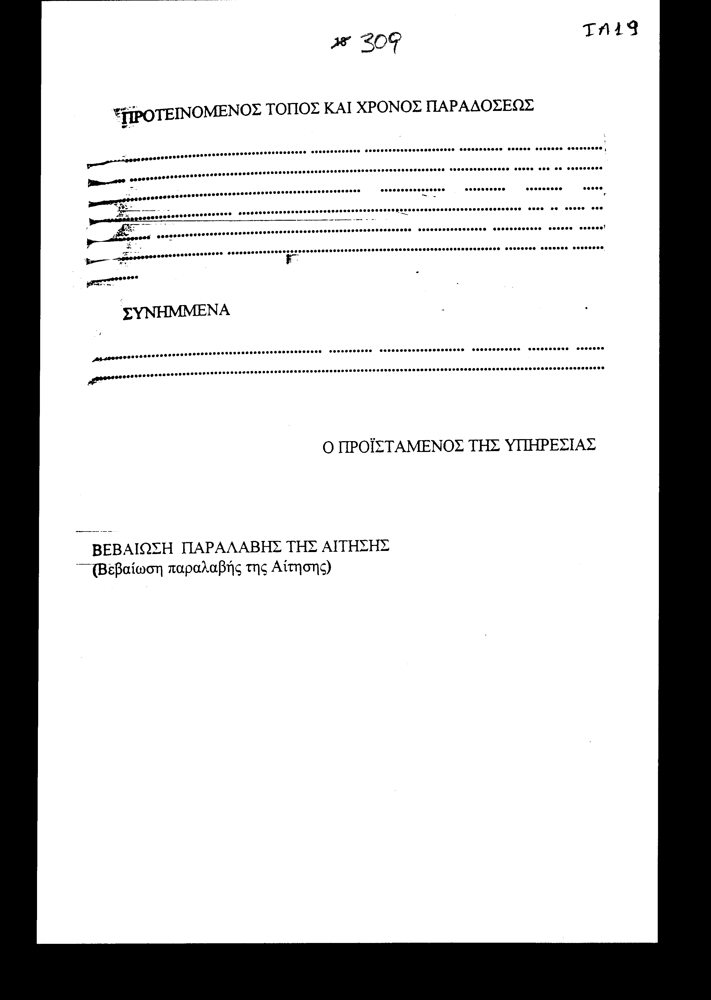 ΙΛ19
18 309
ΠΡΟΤΕΙΝΟΜΕΝΟΣ ΤΟΠΟΣ ΚΑΙ ΧΡΟΝΟΣ ΠΑΡΑΔΟΣΕΩΣ
ΣΥΝΗΜΜΕΝΑ
Ο ΠΡΟΪΣΤΑΜΕΝΟΣ ΤΗΣ ΥΠΗΡΕΣΙΑΣ
ΒΕΒΑΙΩΣΗ ΠΑΡΑΛΑΒΗΣ ΤΗΣ ΑΙΤΗΣΗΣ
(Βεβαίωση παραλαβής της Αίτησης)